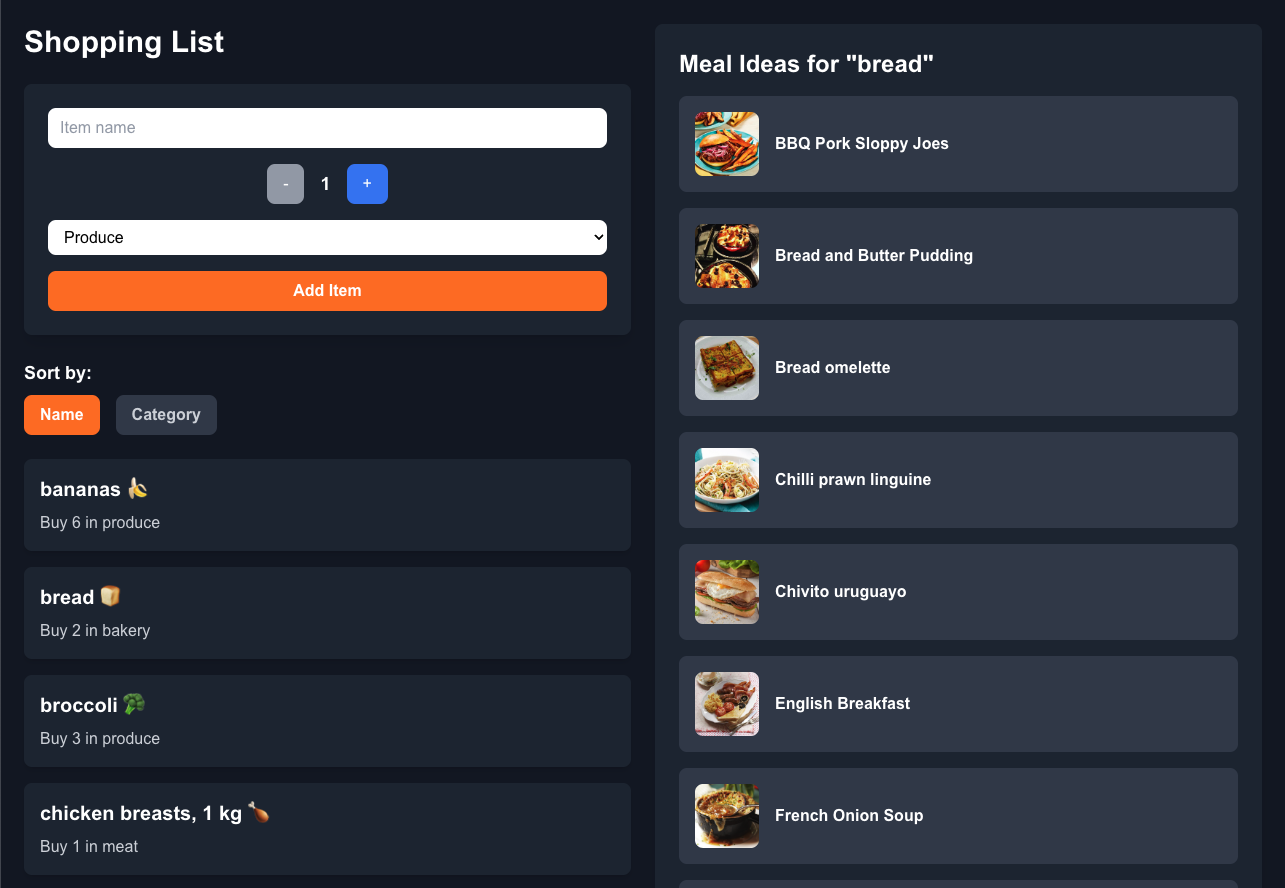 Shopping List
Item name
- 1 +
Produce
Add Item
Sort by:
Name Category
bananas 🍌
Buy 6 in produce
bread 🍞
Buy 2 in bakery
broccoli 🥦
Buy 3 in produce
chicken breasts, 1 kg 🍗
Buy 1 in meat
Meal Ideas for "bread"
BBQ Pork Sloppy Joes
Bread and Butter Pudding
Bread omelette
Chilli prawn linguine
Chivito uruguayo
English Breakfast
French Onion Soup